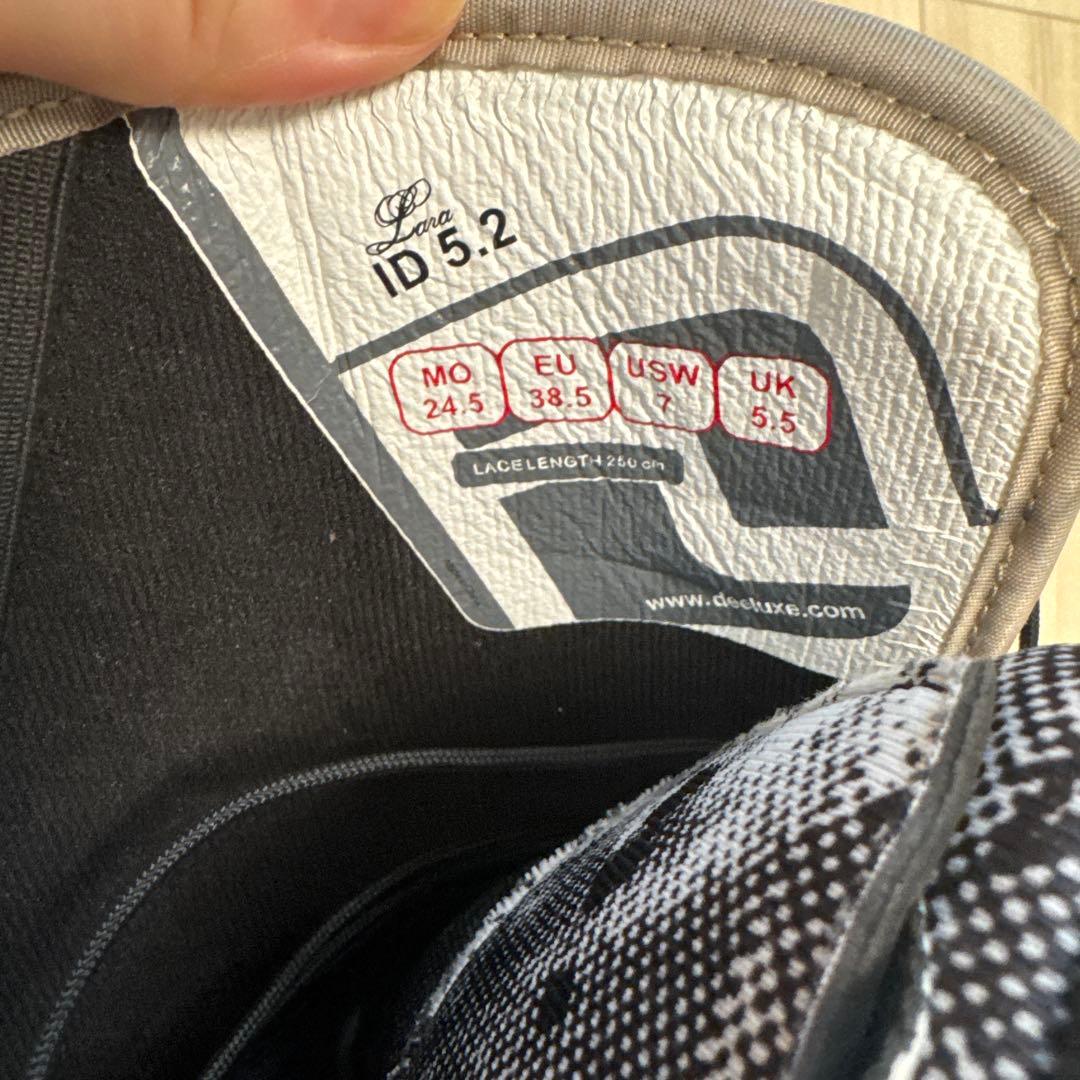 Lara
ID 5.2
MO EU USW UK
24.5 38.5 7 5.5
LACE LENGTH 250 cm
www.deeluxe.com